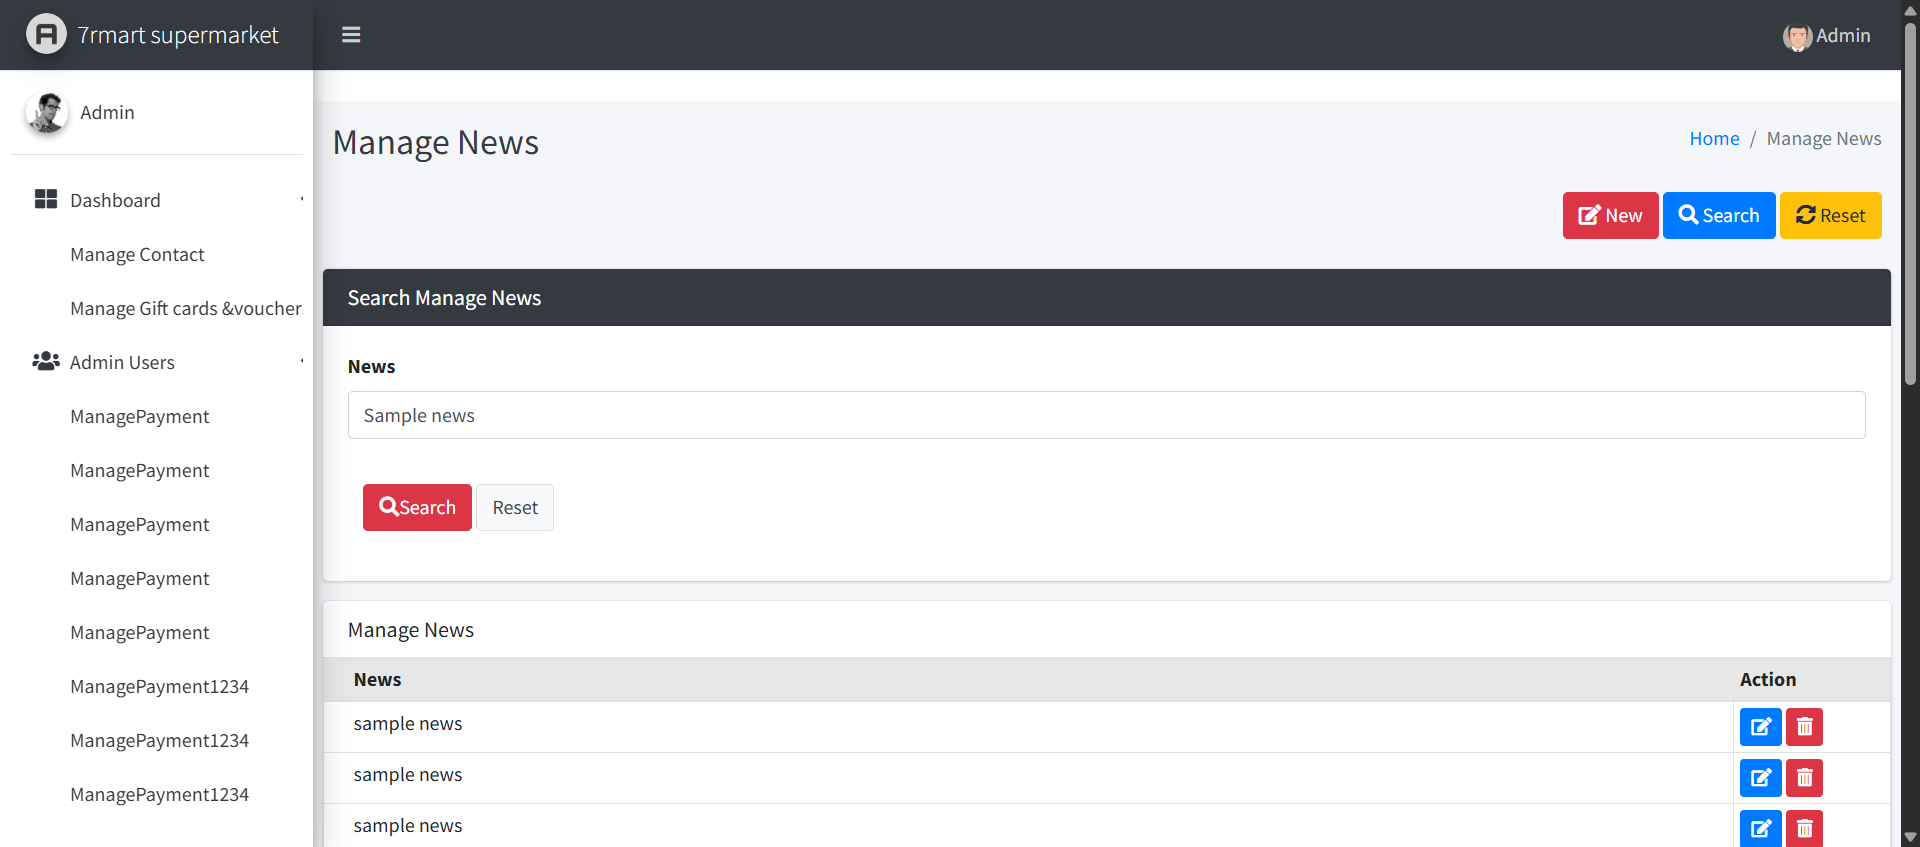 7rmart supermarket
Admin
Admin
Dashboard
Manage Contact
Manage Gift cards &voucher
Admin Users
ManagePayment
ManagePayment
ManagePayment
ManagePayment
ManagePayment
ManagePayment1234
ManagePayment1234
ManagePayment1234
Manage News
Home / Manage News
New Search Reset
Search Manage News
News
Sample news
Search Reset
Manage News
News Action
sample news
sample news
sample news